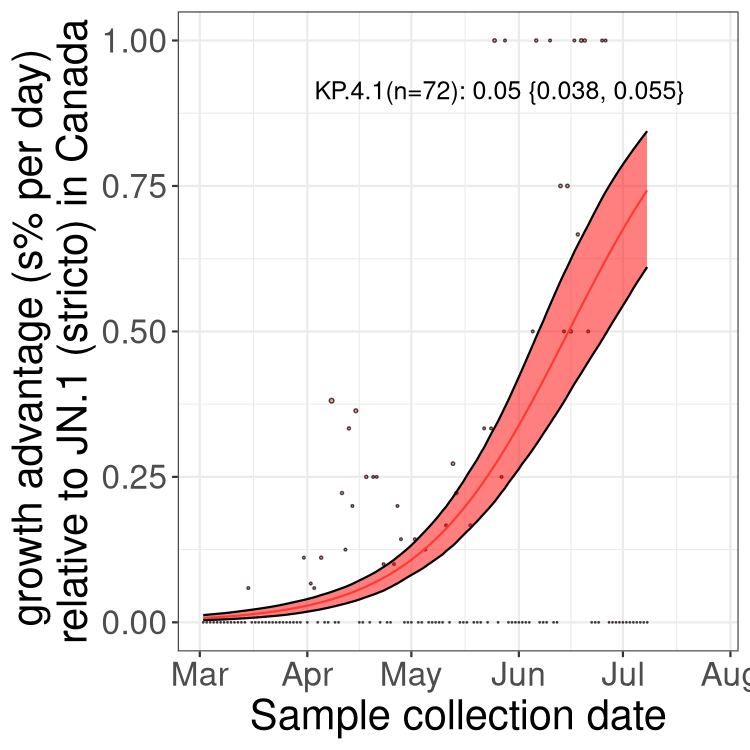 growth advantage (s% per day)
relative to JN.1 (stricto) in Canada
1.00
0.75
0.50
0.25
0.00
KP.4.1(n=72): 0.05 {0.038, 0.055}
Mar Apr May Jun Jul Aug
Sample collection date